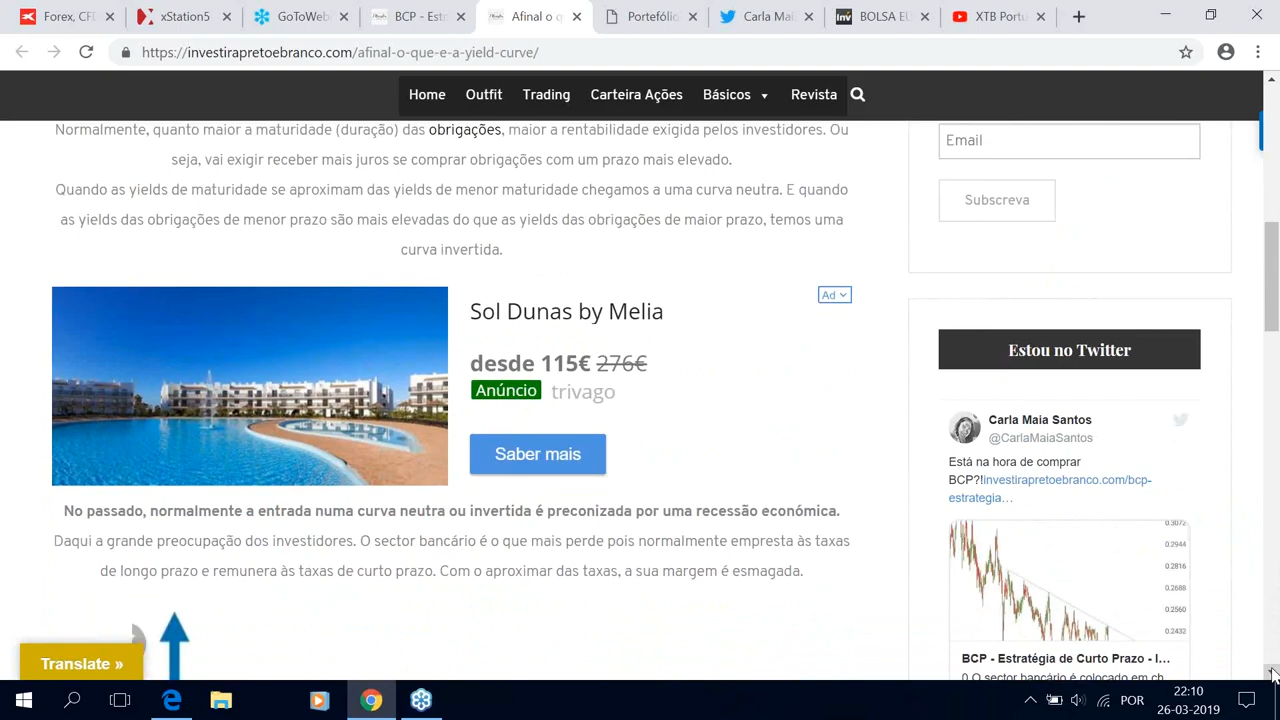 Forex, CFD
xStation5
GoToWeb
BCP - Estr
Afinal o q
Portefólio
Carla Mai
BOLSA EU
XTB Portu
https://investirapretoebranco.com/afinal-o-que-e-a-yield-curve/
Home
Outfit
Trading
Carteira Ações
Básicos
Revista
Normalmente, quanto maior a maturidade (duração) das obrigações, maior a rentabilidade exigida pelos investidores. Ou
seja, vai exigir receber mais juros se comprar obrigações com um prazo mais elevado.
Quando as yields de maturidade se aproximam das yields de menor maturidade chegamos a uma curva neutra. E quando
as yields das obrigações de menor prazo são mais elevadas do que as yields das obrigações de maior prazo, temos uma
curva invertida.
Sol Dunas by Melia
Ad
desde 115€ 276€
Anúncio trivago
Saber mais
No passado, normalmente a entrada numa curva neutra ou invertida é preconizada por uma recessão económica.
Daqui a grande preocupação dos investidores. O sector bancário é o que mais perde pois normalmente empresta às taxas
de longo prazo e remunera às taxas de curto prazo. Com o aproximar das taxas, a sua margem é esmagada.
Translate »
Email
Subscreva
Estou no Twitter
Carla Maia Santos
@CarlaMaiaSantos
Está na hora de comprar
BCP?!investirapretoebranco.com/bcp-
estrategia…
0.3072
0.2944
0.2816
0.2688
0.2560
0.2432
BCP - Estratégia de Curto Prazo - I...
0 O sector bancário é colocado em ch
POR
22:10
26-03-2019